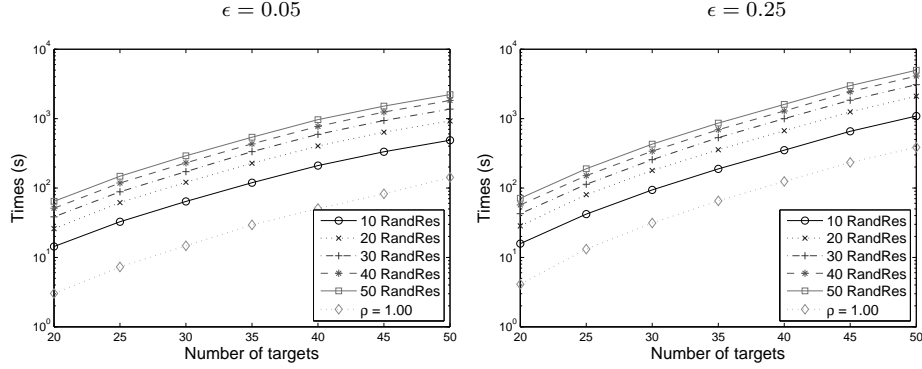 ϵ = 0.05
Times (s)
10⁴
10³
10²
10¹
10⁰
20 25 30 35 40 45 50
Number of targets
10 RandRes
20 RandRes
30 RandRes
40 RandRes
50 RandRes
ρ = 1.00
ϵ = 0.25
Times (s)
10⁴
10³
10²
10¹
10⁰
20 25 30 35 40 45 50
Number of targets
10 RandRes
20 RandRes
30 RandRes
40 RandRes
50 RandRes
ρ = 1.00